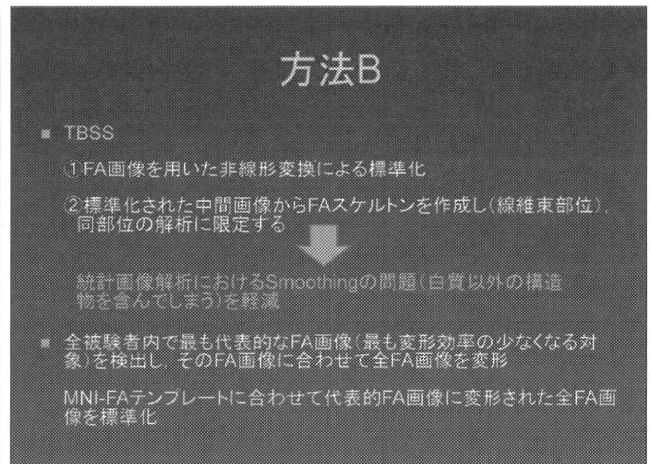 方法B
■ TBSS
①FA画像を用いた非線形変換による標準化
②標準化された中間画像からFAスケルトンを作成し(線維束部位),
同部位の解析に限定する
統計画像解析におけるSmoothingの問題(白質以外の構造
物を含んでしまう)を軽減
■ 全被験者内で最も代表的なFA画像(最も変形効率の少なくなる対
象)を検出し, そのFA画像に合わせて全FA画像を変形
MNI-FAテンプレートに合わせて代表的FA画像に変形された全FA画
像を標準化